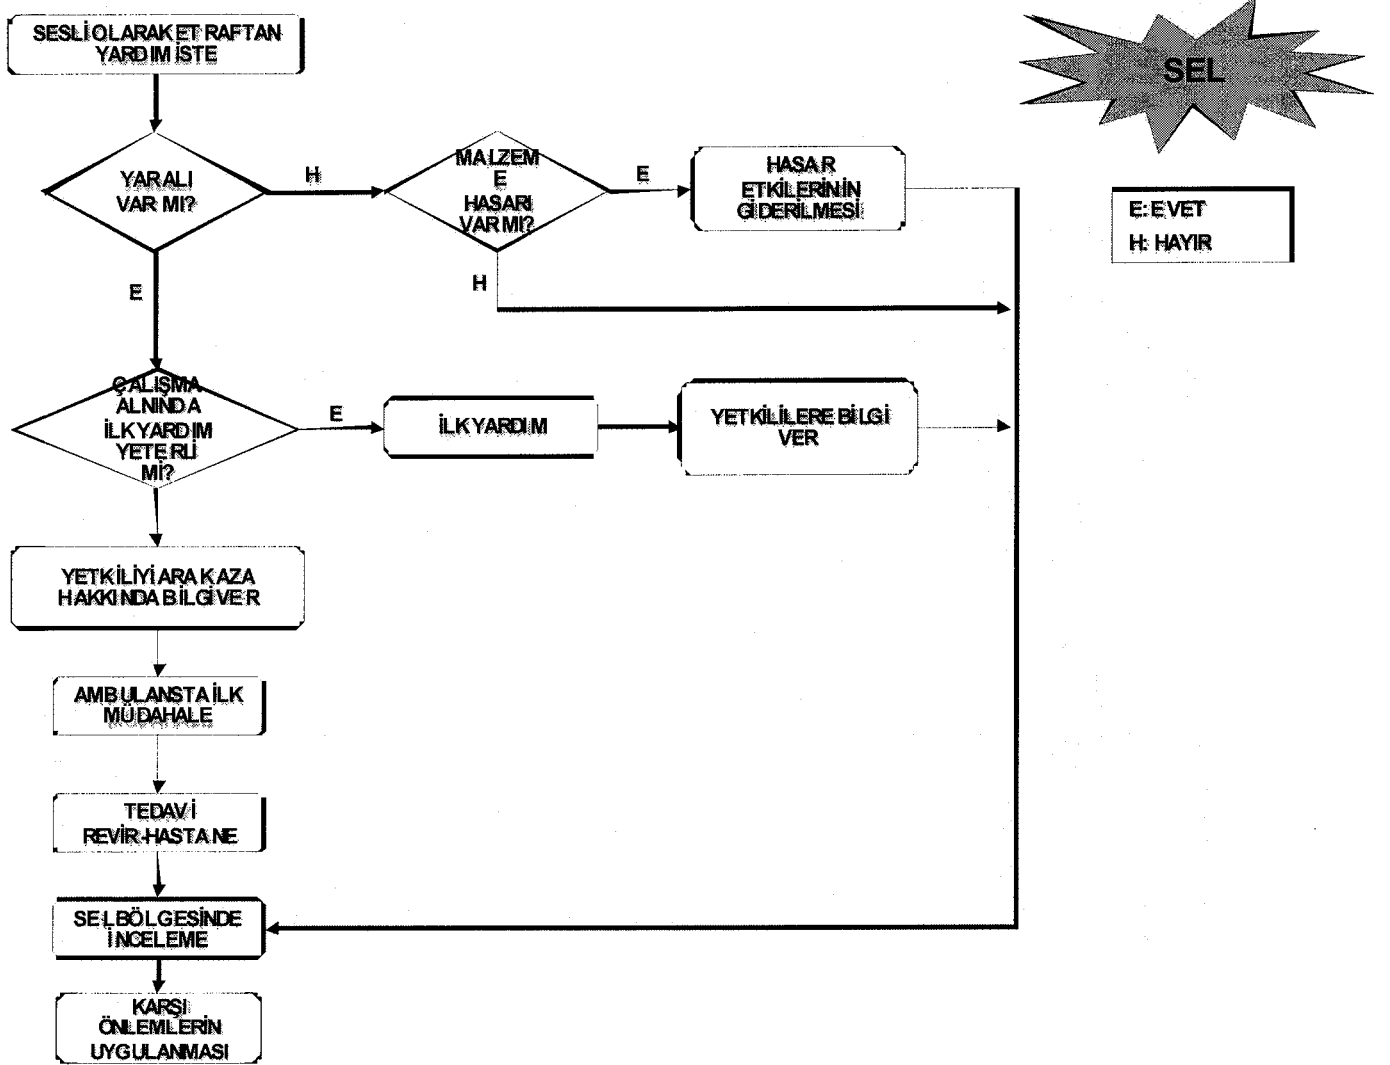 SESLİ OLARAK ETRAFTAN
YARDIM İSTE
SEL
YARALI
VAR MI?
H
MALZEM
E
HASARI
VAR MI?
E
HASAR
ETKİLERİNİN
GİDERİLMESİ
E: EVET
H: HAYIR
E
H
ÇALIŞMA
ALNINDA
İLKYARDIM
YETERLİ
Mİ?
E
İLKYARDIM
YETKİLİLERE BİLGİ
VER
YETKİLİYİ ARA KAZA
HAKKINDA BİLGİ VER
AMBULANSTA İLK
MÜDAHALE
TEDAVİ
REVİR-HASTANE
SEL BÖLGESİNDE
İNCELEME
KARŞI
ÖNLEMLERİN
UYGULANMASI